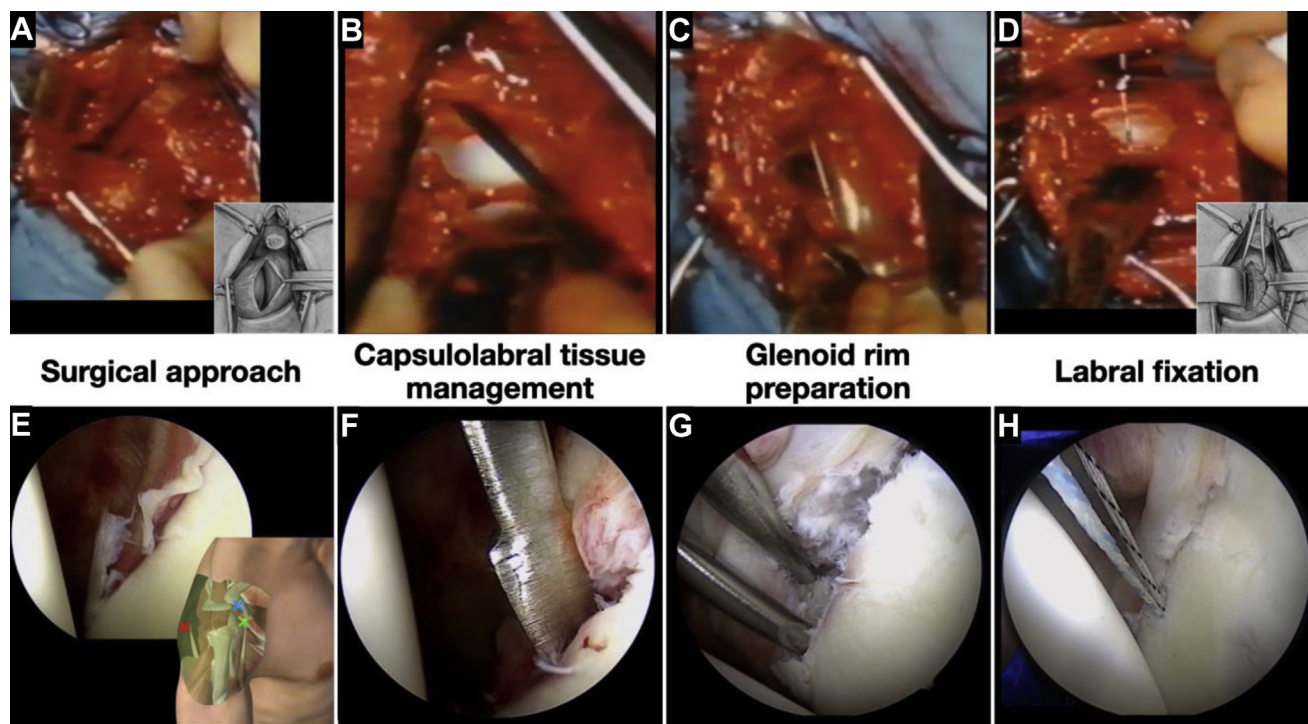 A
B
C
D
Surgical approach
Capsulolabral tissue
management
Glenoid rim
preparation
Labral fixation
E
F
G
H